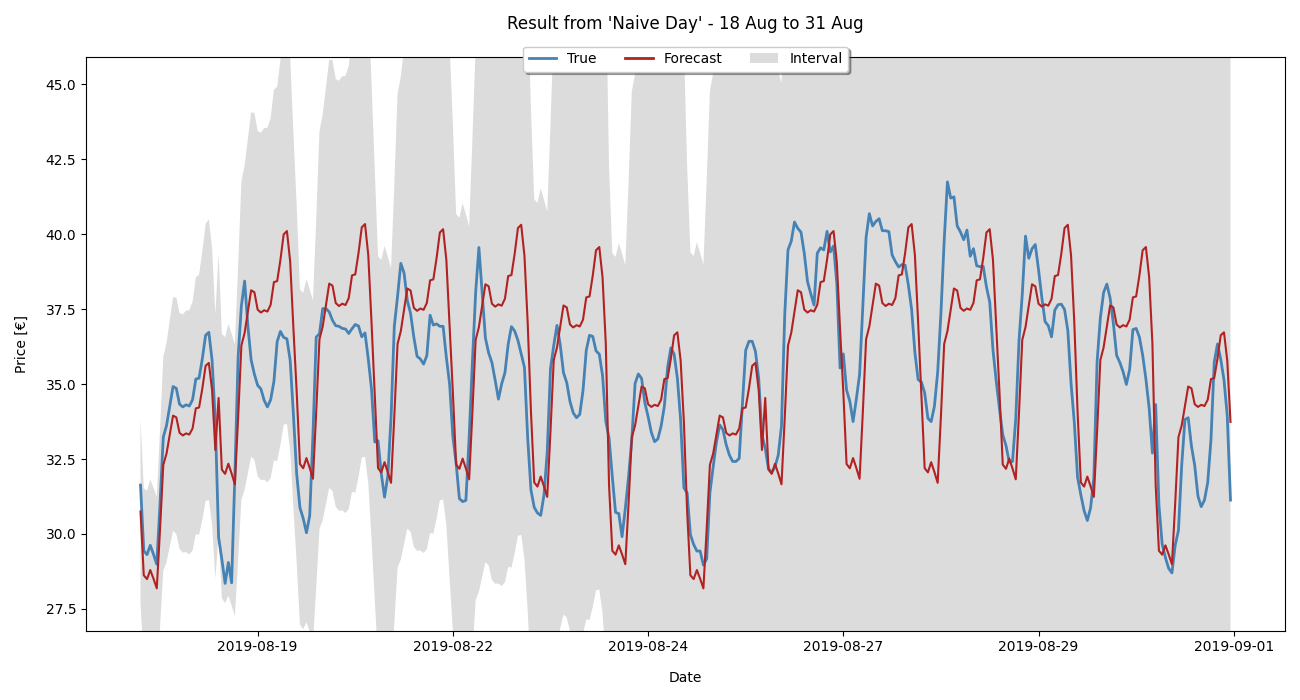 Result from 'Naive Day' - 18 Aug to 31 Aug
True Forecast Interval
45.0
42.5
40.0
37.5
35.0
32.5
30.0
27.5
Price [€]
2019-08-19 2019-08-22 2019-08-24 2019-08-27 2019-08-29 2019-09-01
Date